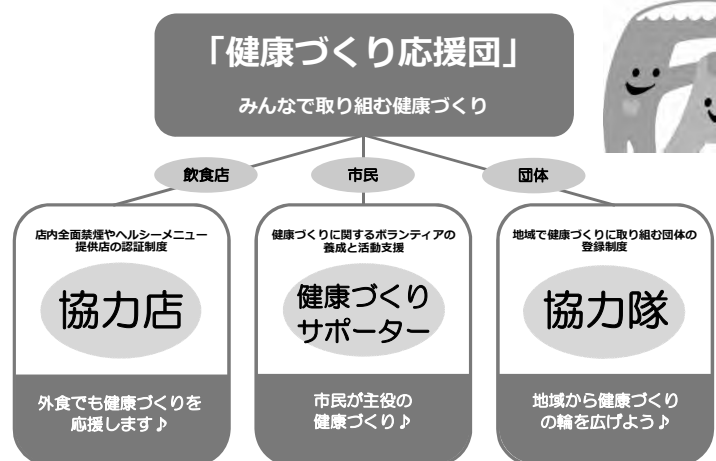 「健康づくり応援団」
みんなで取り組む健康づくり
飲食店
市民
団体
店内全面禁煙やヘルシーメニュー
提供店の認証制度
協力店
外食でも健康づくりを
応援します♪
健康づくりに関するボランティアの
養成と活動支援
健康づくり
サポーター
市民が主役の
健康づくり♪
地域で健康づくりに取り組む団体の
登録制度
協力隊
地域から健康づくり
の輪を広げよう♪